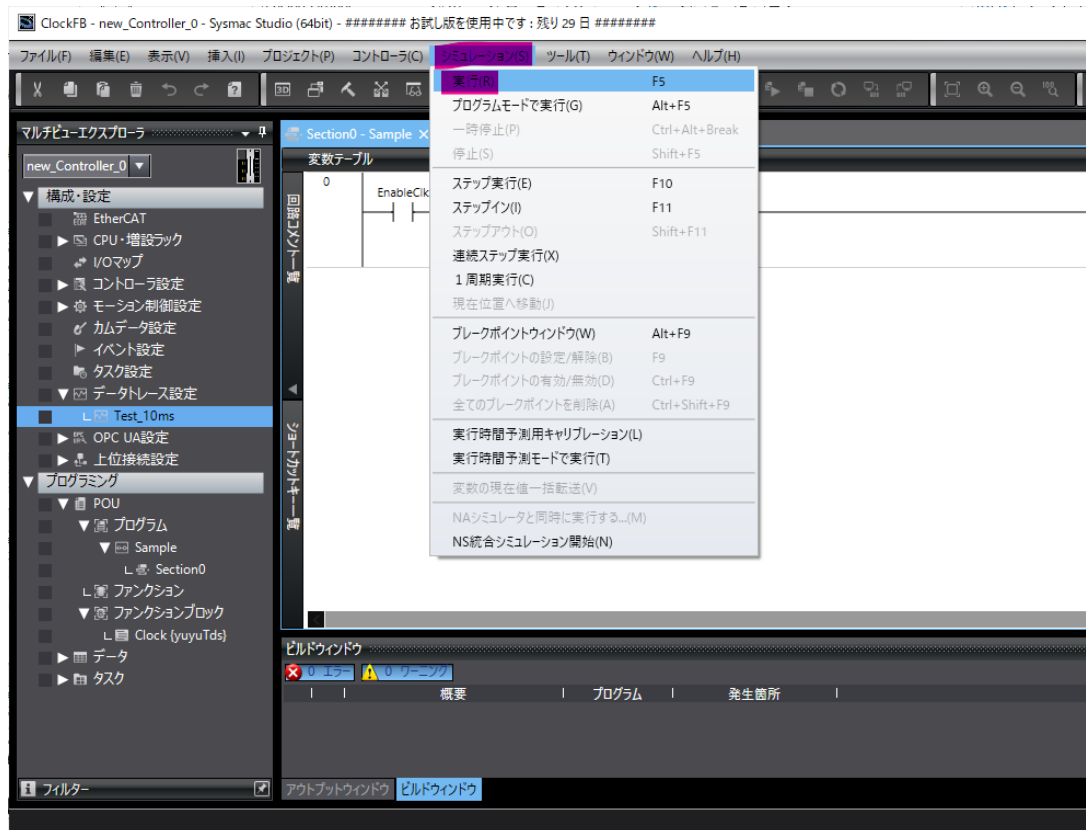 ClockFB - new_Controller_0 - Sysmac Studio (64bit) - ######## お試し版を使用中です : 残り 29 日 ########
ファイル(F) 編集(E) 表示(V) 挿入(I) プロジェクト(P) コントローラ(C) シミュレーション(S) ツール(T) ウィンドウ(W) ヘルプ(H)
実行(R) F5
プログラムモードで実行(G) Alt+F5
一時停止(P) Ctrl+Alt+Break
停止(S) Shift+F5
ステップ実行(E) F10
ステップイン(I) F11
ステップアウト(O) Shift+F11
連続ステップ実行(X)
1 周期実行(C)
現在位置へ移動(J)
ブレークポイントウィンドウ(W) Alt+F9
ブレークポイントの設定/解除(B) F9
ブレークポイントの有効/無効(D) Ctrl+F9
全てのブレークポイントを削除(A) Ctrl+Shift+F9
実行時間予測用キャリブレーション(L)
実行時間予測モードで実行(T)
変数の現在値一括転送(V)
NAシミュレータと同時に実行する...(M)
NS統合シミュレーション開始(N)
3D
マルチビューエクスプローラ
new_Controller_0
構成・設定
EtherCAT
CPU・増設ラック
I/Oマップ
コントローラ設定
モーション制御設定
カムデータ設定
イベント設定
タスク設定
データトレース設定
Test_10ms
OPC UA設定
上位接続設定
プログラミング
POU
プログラム
Sample
Section0
ファンクション
ファンクションブロック
Clock {yuyuTds}
データ
タスク
フィルター
Section0 - Sample
変数テーブル
回路コメント一覧
ショートカットキー一覧
0
EnableClk
ビルドウィンドウ
0 エラー 0 ワーニング
概要 プログラム 発生箇所
アウトプットウィンドウ ビルドウィンドウ